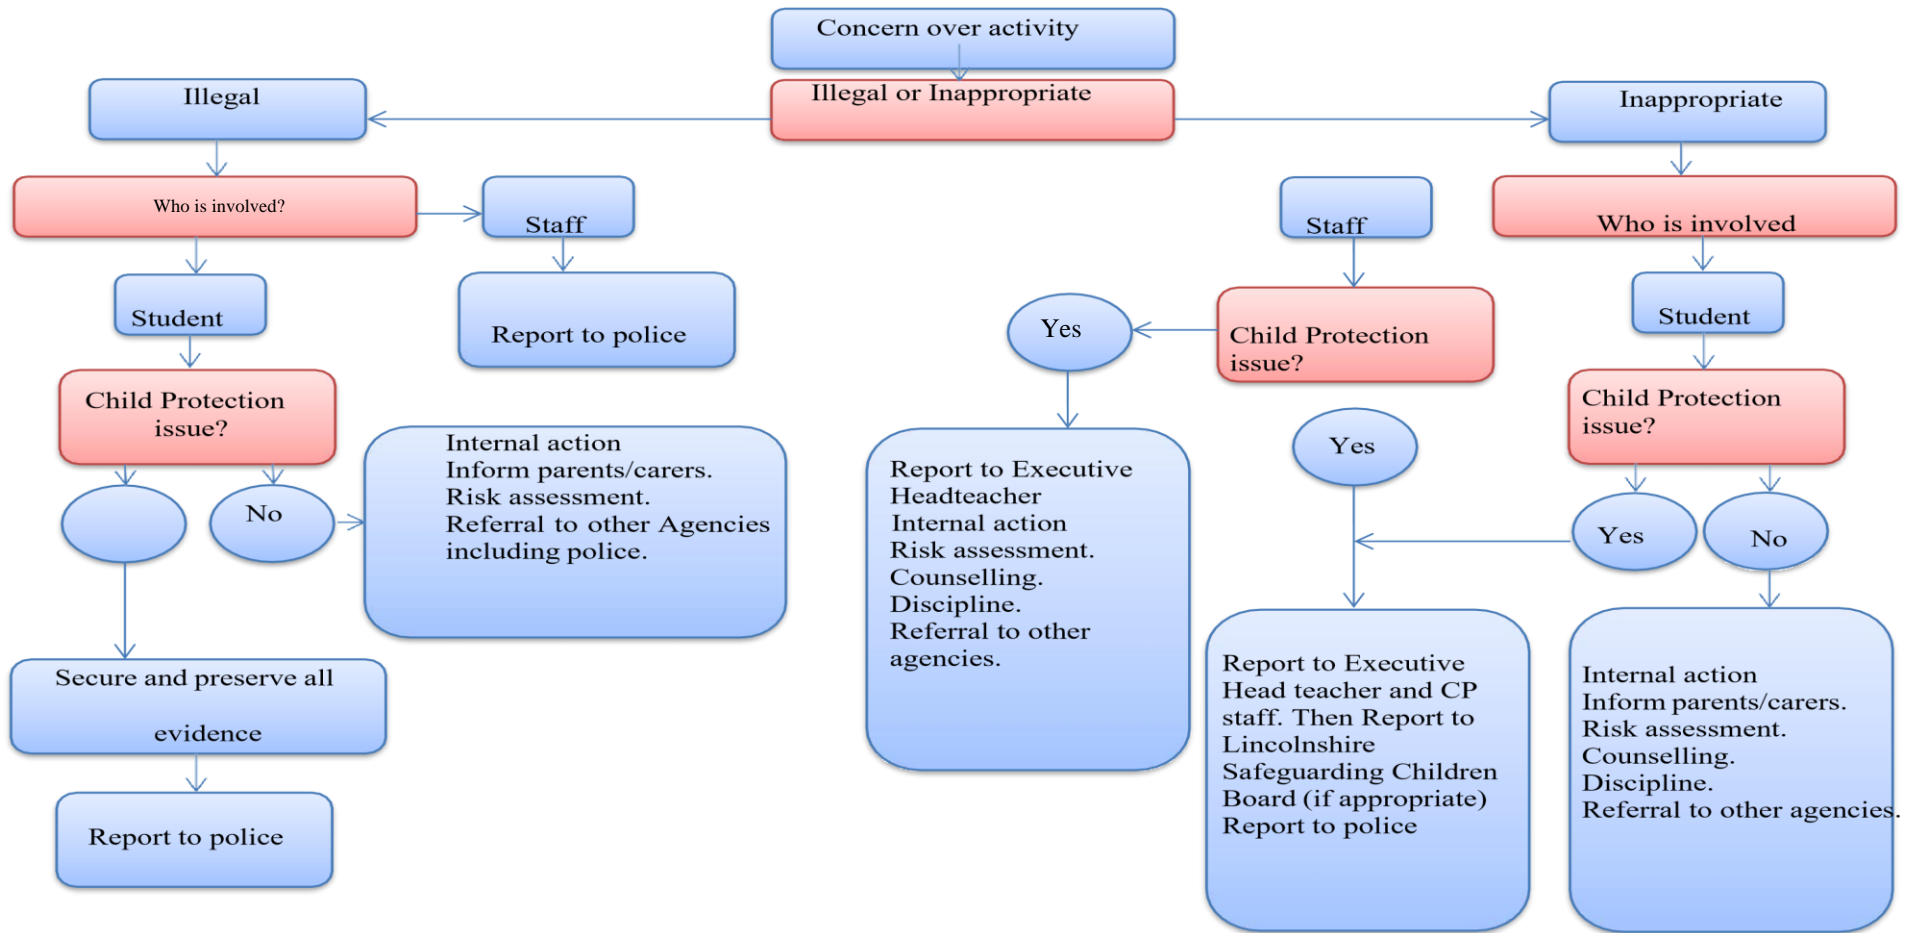 Concern over activity
Illegal or Inappropriate
Illegal
Inappropriate
Who is involved?
Staff
Staff
Who is involved
Student
Report to police
Yes
Child Protection
issue?
Student
Child Protection
issue?
Child Protection
issue?
No
Internal action
Inform parents/carers.
Risk assessment.
Referral to other Agencies
including police.
Report to Executive
Headteacher
Internal action
Risk assessment.
Counselling.
Discipline.
Referral to other
agencies.
Yes
Yes
No
Secure and preserve all
evidence
Report to police
Report to Executive
Head teacher and CP
staff. Then Report to
Lincolnshire
Safeguarding Children
Board (if appropriate)
Report to police
Internal action
Inform parents/carers.
Risk assessment.
Counselling.
Discipline.
Referral to other agencies.